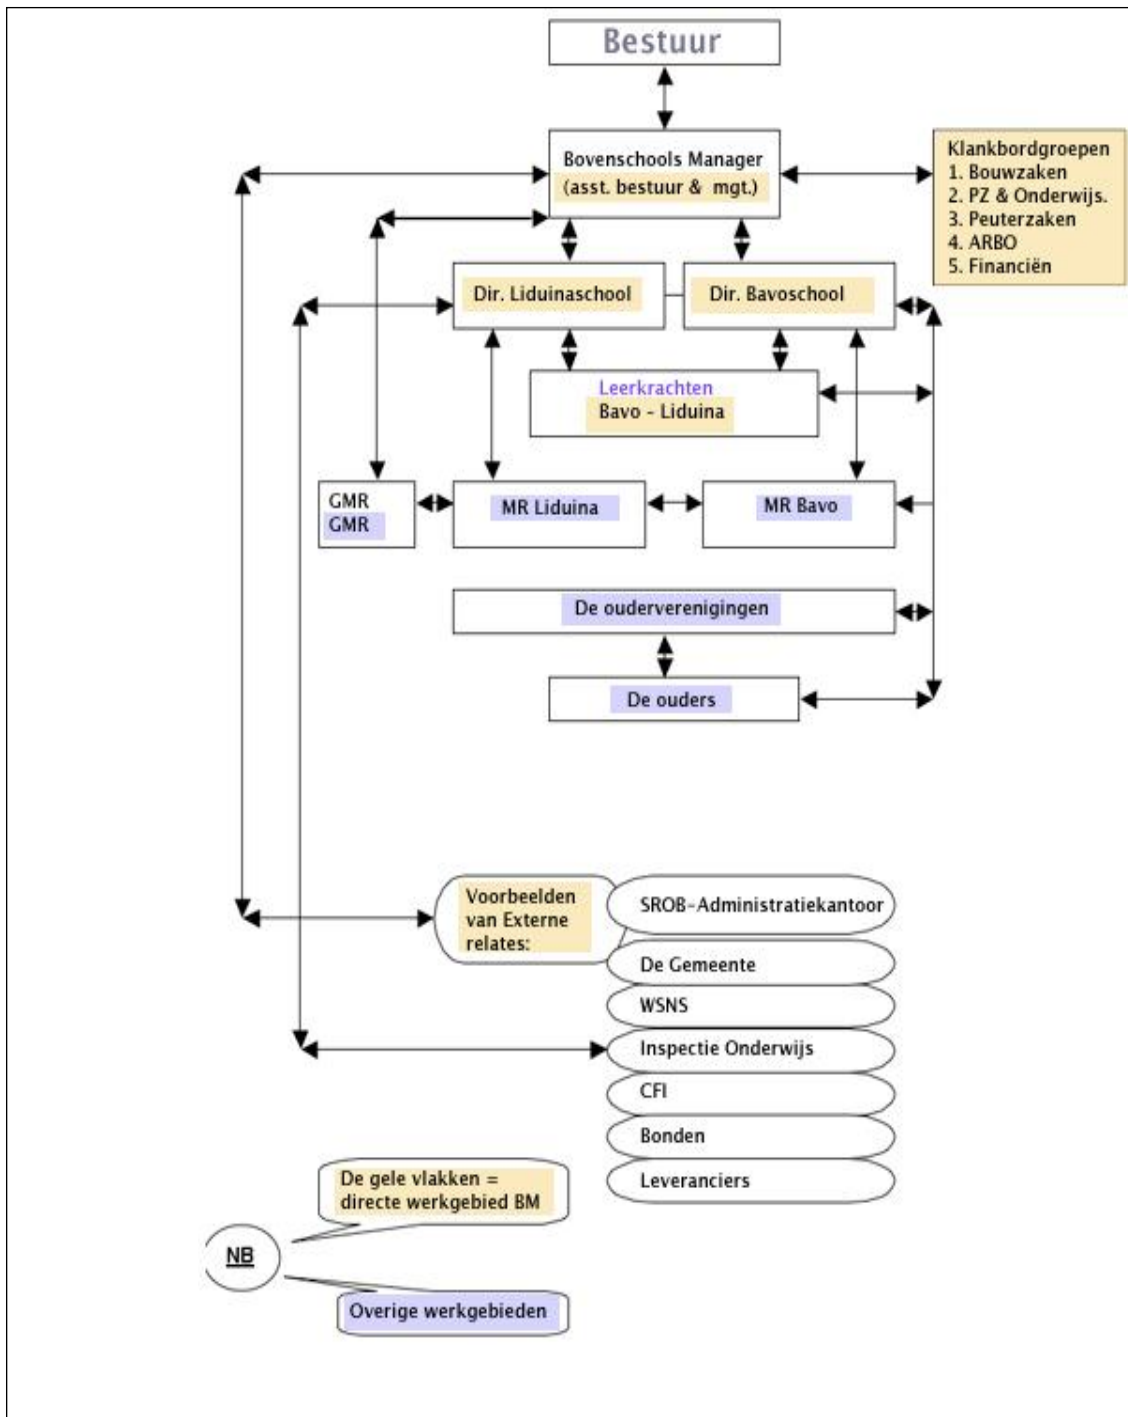 Bestuur
Bovenschools Manager
(asst. bestuur & mgt.)
Klankbordgroepen
1. Bouwzaken
2. PZ & Onderwijs.
3. Peuterzaken
4. ARBO
5. Financiën
Dir. Liduinaschool
Dir. Bavoschool
Leerkrachten
Bavo - Liduina
GMR
GMR
MR Liduina
MR Bavo
De ouderverenigingen
De ouders
Voorbeelden
van Externe
relates:
SROB-Administratiekantoor
De Gemeente
WSNS
Inspectie Onderwijs
CFI
Bonden
Leveranciers
De gele vlakken =
directe werkgebied BM
NB
Overige werkgebieden